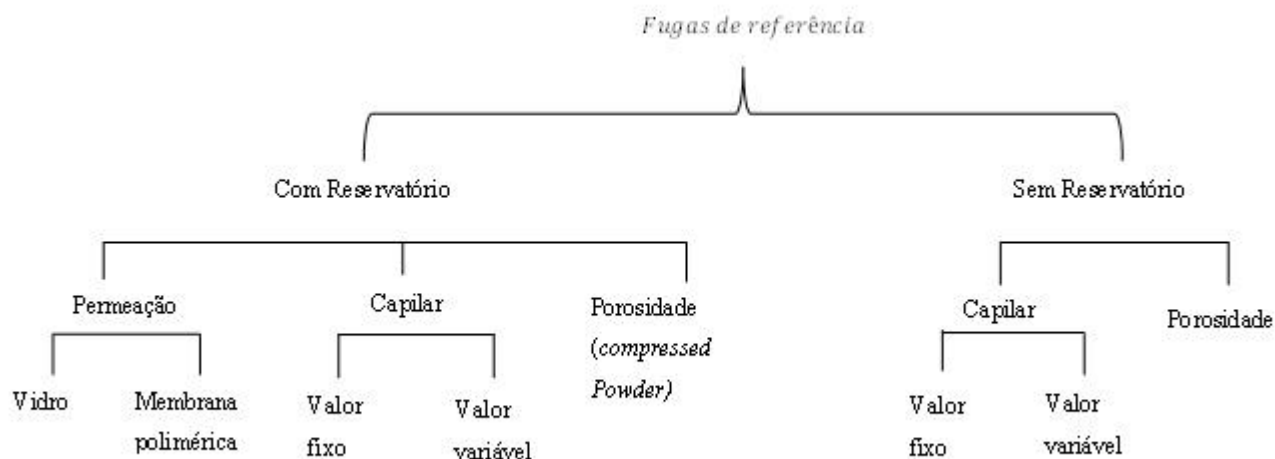 Fugas de referência
Com Reservatório
Sem Reservatório
Permeação
Capilar
Porosidade
(compressed
Powder)
Capilar
Porosidade
Vidro
Membrana
polimérica
Valor
fixo
Valor
variável
Valor
fixo
Valor
variável